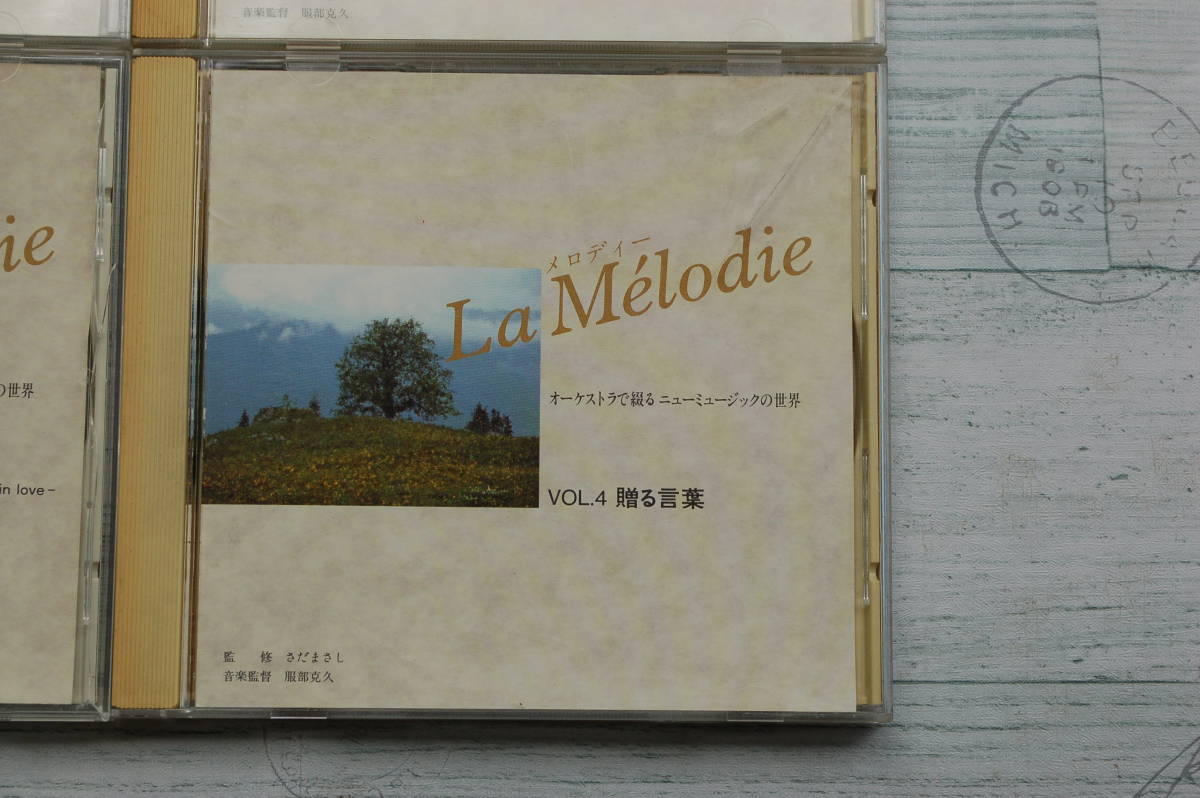 音楽監督 服部克久
メロディー
La Mélodie
オーケストラで綴る ニューミュージックの世界
VOL.4 贈る言葉
監 修 さだまさし
音楽監督 服部克久
ie
の世界
in love-
MICH
1PM
1808